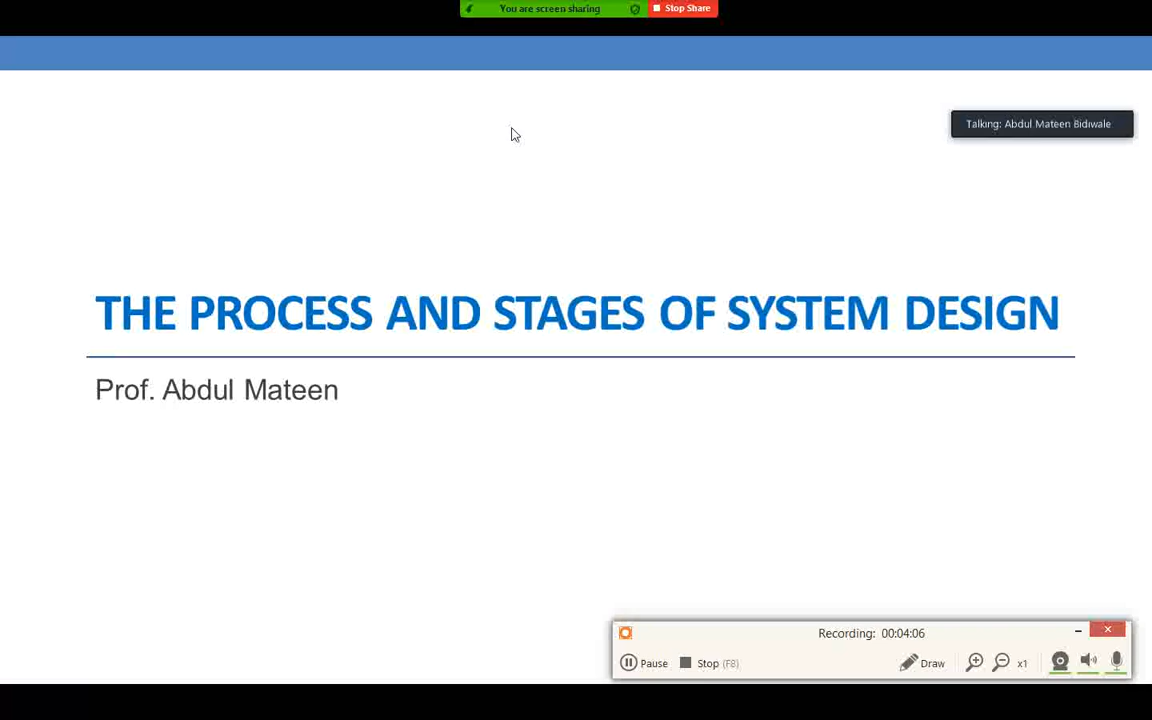 You are screen sharing
Stop Share
Talking: Abdul Mateen Bidiwale
THE PROCESS AND STAGES OF SYSTEM DESIGN
Prof. Abdul Mateen
Recording: 00:04:06
Pause Stop (F8) Draw x1